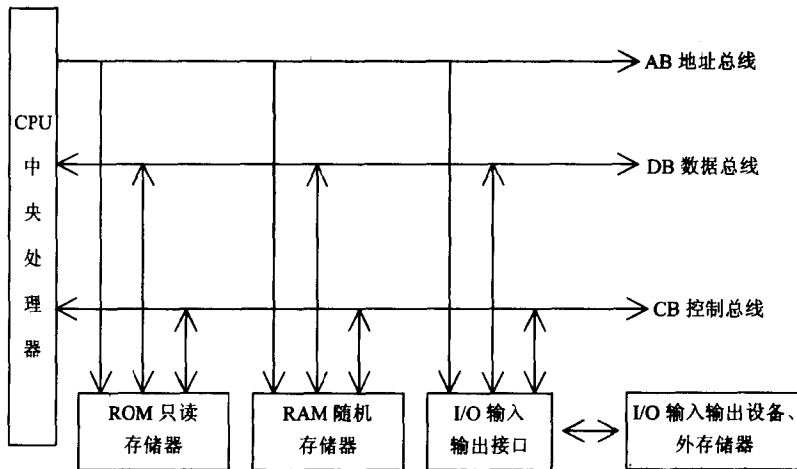 CPU
中
央
处
理
器
AB 地址总线
DB 数据总线
CB 控制总线
ROM 只读
存储器
RAM 随机
存储器
I/O 输入
输出接口
I/O 输入输出设备、
外存储器